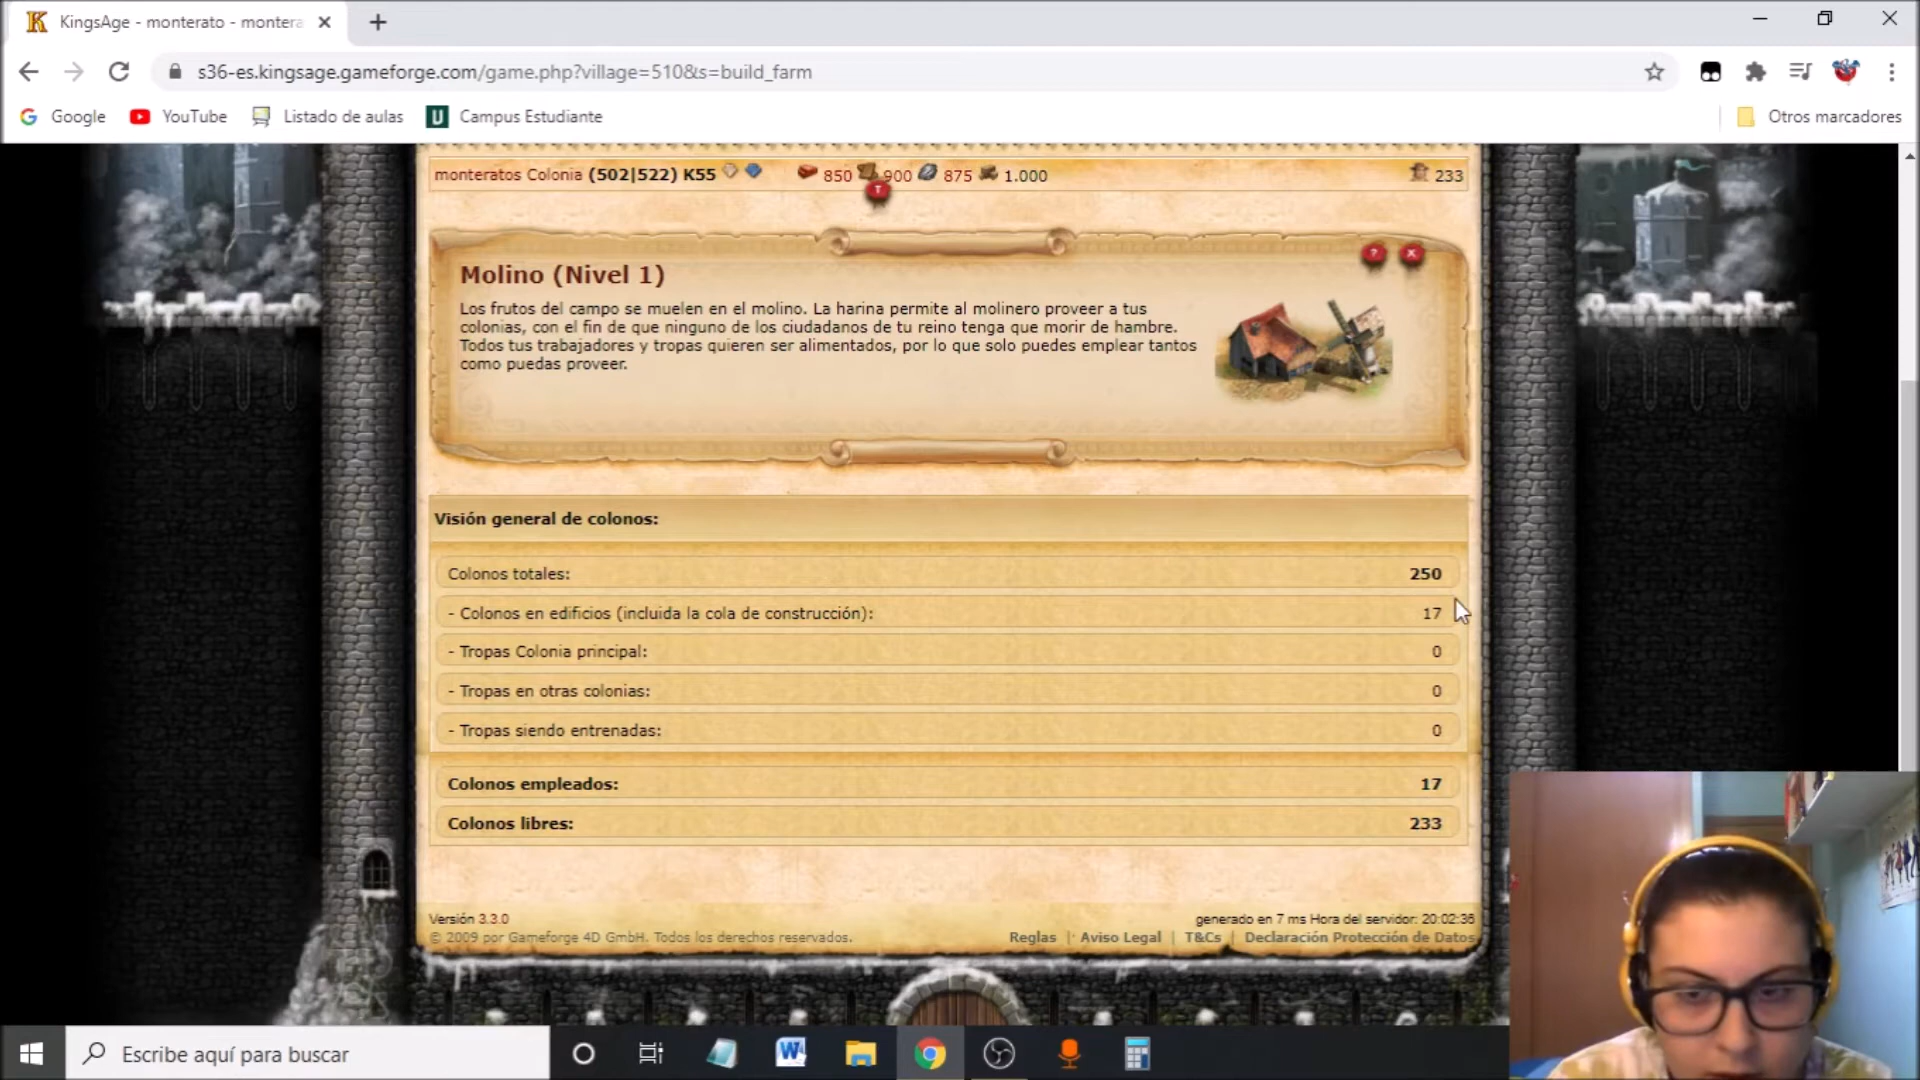 KingsAge - monterato - montera
s36-es.kingsage.gameforge.com/game.php?village=510&s=build_farm
Google YouTube Listado de aulas Campus Estudiante Otros marcadores
monteratos Colonia (502|522) K55 850 900 875 1.000 233
T
? X
Molino (Nivel 1)
Los frutos del campo se muelen en el molino. La harina permite al molinero proveer a tus
colonias, con el fin de que ninguno de los ciudadanos de tu reino tenga que morir de hambre.
Todos tus trabajadores y tropas quieren ser alimentados, por lo que solo puedes emplear tantos
como puedas proveer.
Visión general de colonos:
Colonos totales: 250
- Colonos en edificios (incluida la cola de construcción): 17
- Tropas Colonia principal: 0
- Tropas en otras colonias: 0
- Tropas siendo entrenadas: 0
Colonos empleados: 17
Colonos libres: 233
Versión 3.3.0 generado en 7 ms Hora del servidor: 20:02:36
© 2009 por Gameforge 4D GmbH. Todos los derechos reservados. Reglas | Aviso Legal | T&Cs | Declaración Protección de Datos
Escribe aquí para buscar